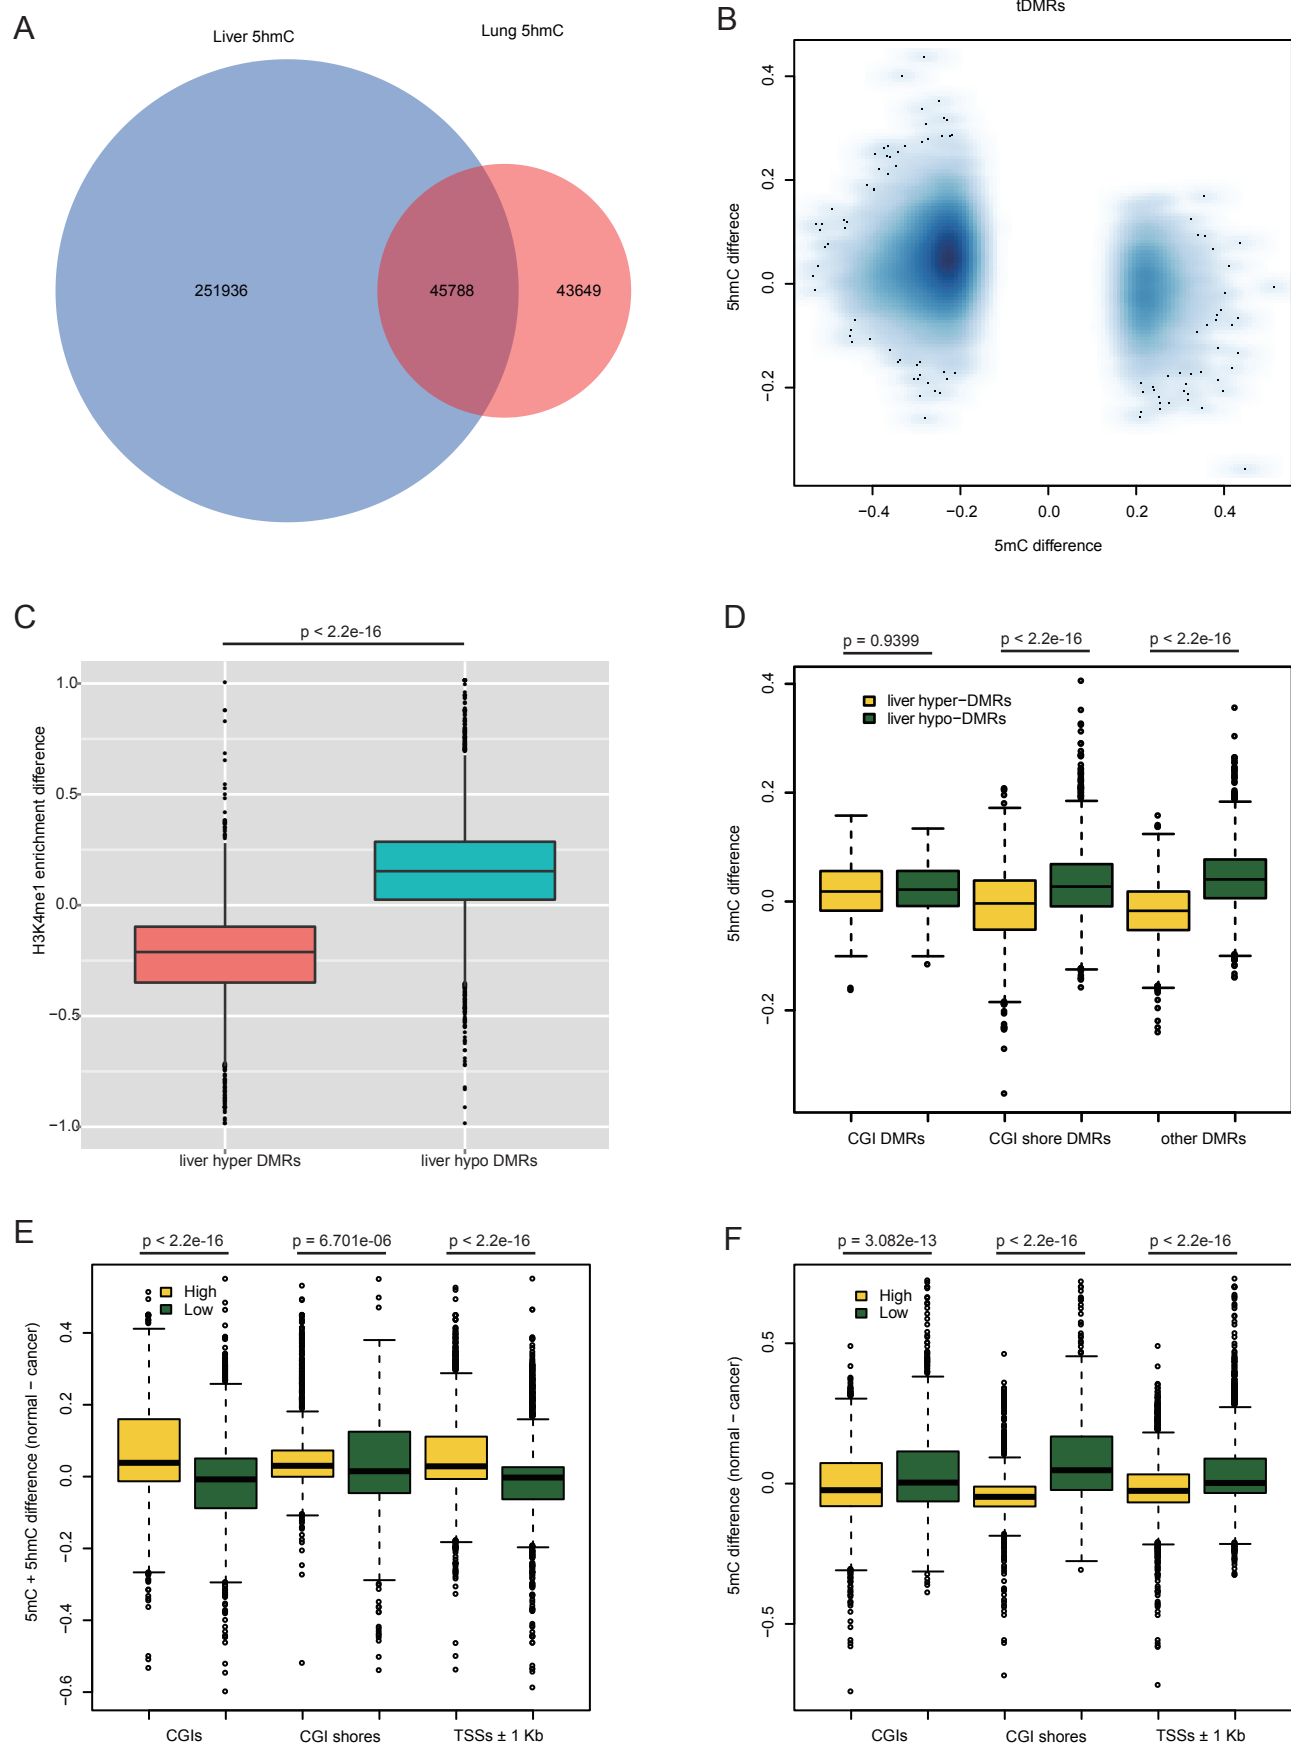 A
Liver 5hmC
Lung 5hmC
251936
45788
43649
B
tDMRs
0.4
0.2
0.0
−0.2
5hmC differece
−0.4
−0.2
0.0
0.2
0.4
5mC difference
C
p < 2.2e-16
1.0
0.5
0.0
−0.5
−1.0
H3K4me1 enrichment difference
liver hyper DMRs
liver hypo DMRs
D
p = 0.9399
p < 2.2e-16
p < 2.2e-16
liver hyper−DMRs
liver hypo−DMRs
0.4
0.2
0.0
−0.2
5hmC difference
CGI DMRs
CGI shore DMRs
other DMRs
E
p < 2.2e-16
p = 6.701e-06
p < 2.2e-16
High
Low
0.4
0.2
0.0
−0.2
−0.4
−0.6
5mC + 5hmC difference (normal − cancer)
CGIs
CGI shores
TSSs ± 1 Kb
F
p = 3.082e-13
p < 2.2e-16
p < 2.2e-16
High
Low
0.5
0.0
−0.5
5mC difference (normal − cancer)
CGIs
CGI shores
TSSs ± 1 Kb